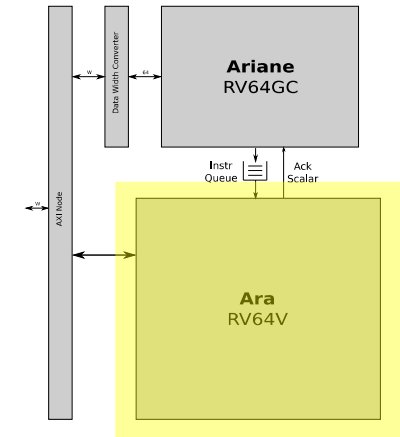 Ariane
RV64GC
Data Width Converter
W
64
Instr
Queue
Ack
Scalar
AXI Node
W
Ara
RV64V